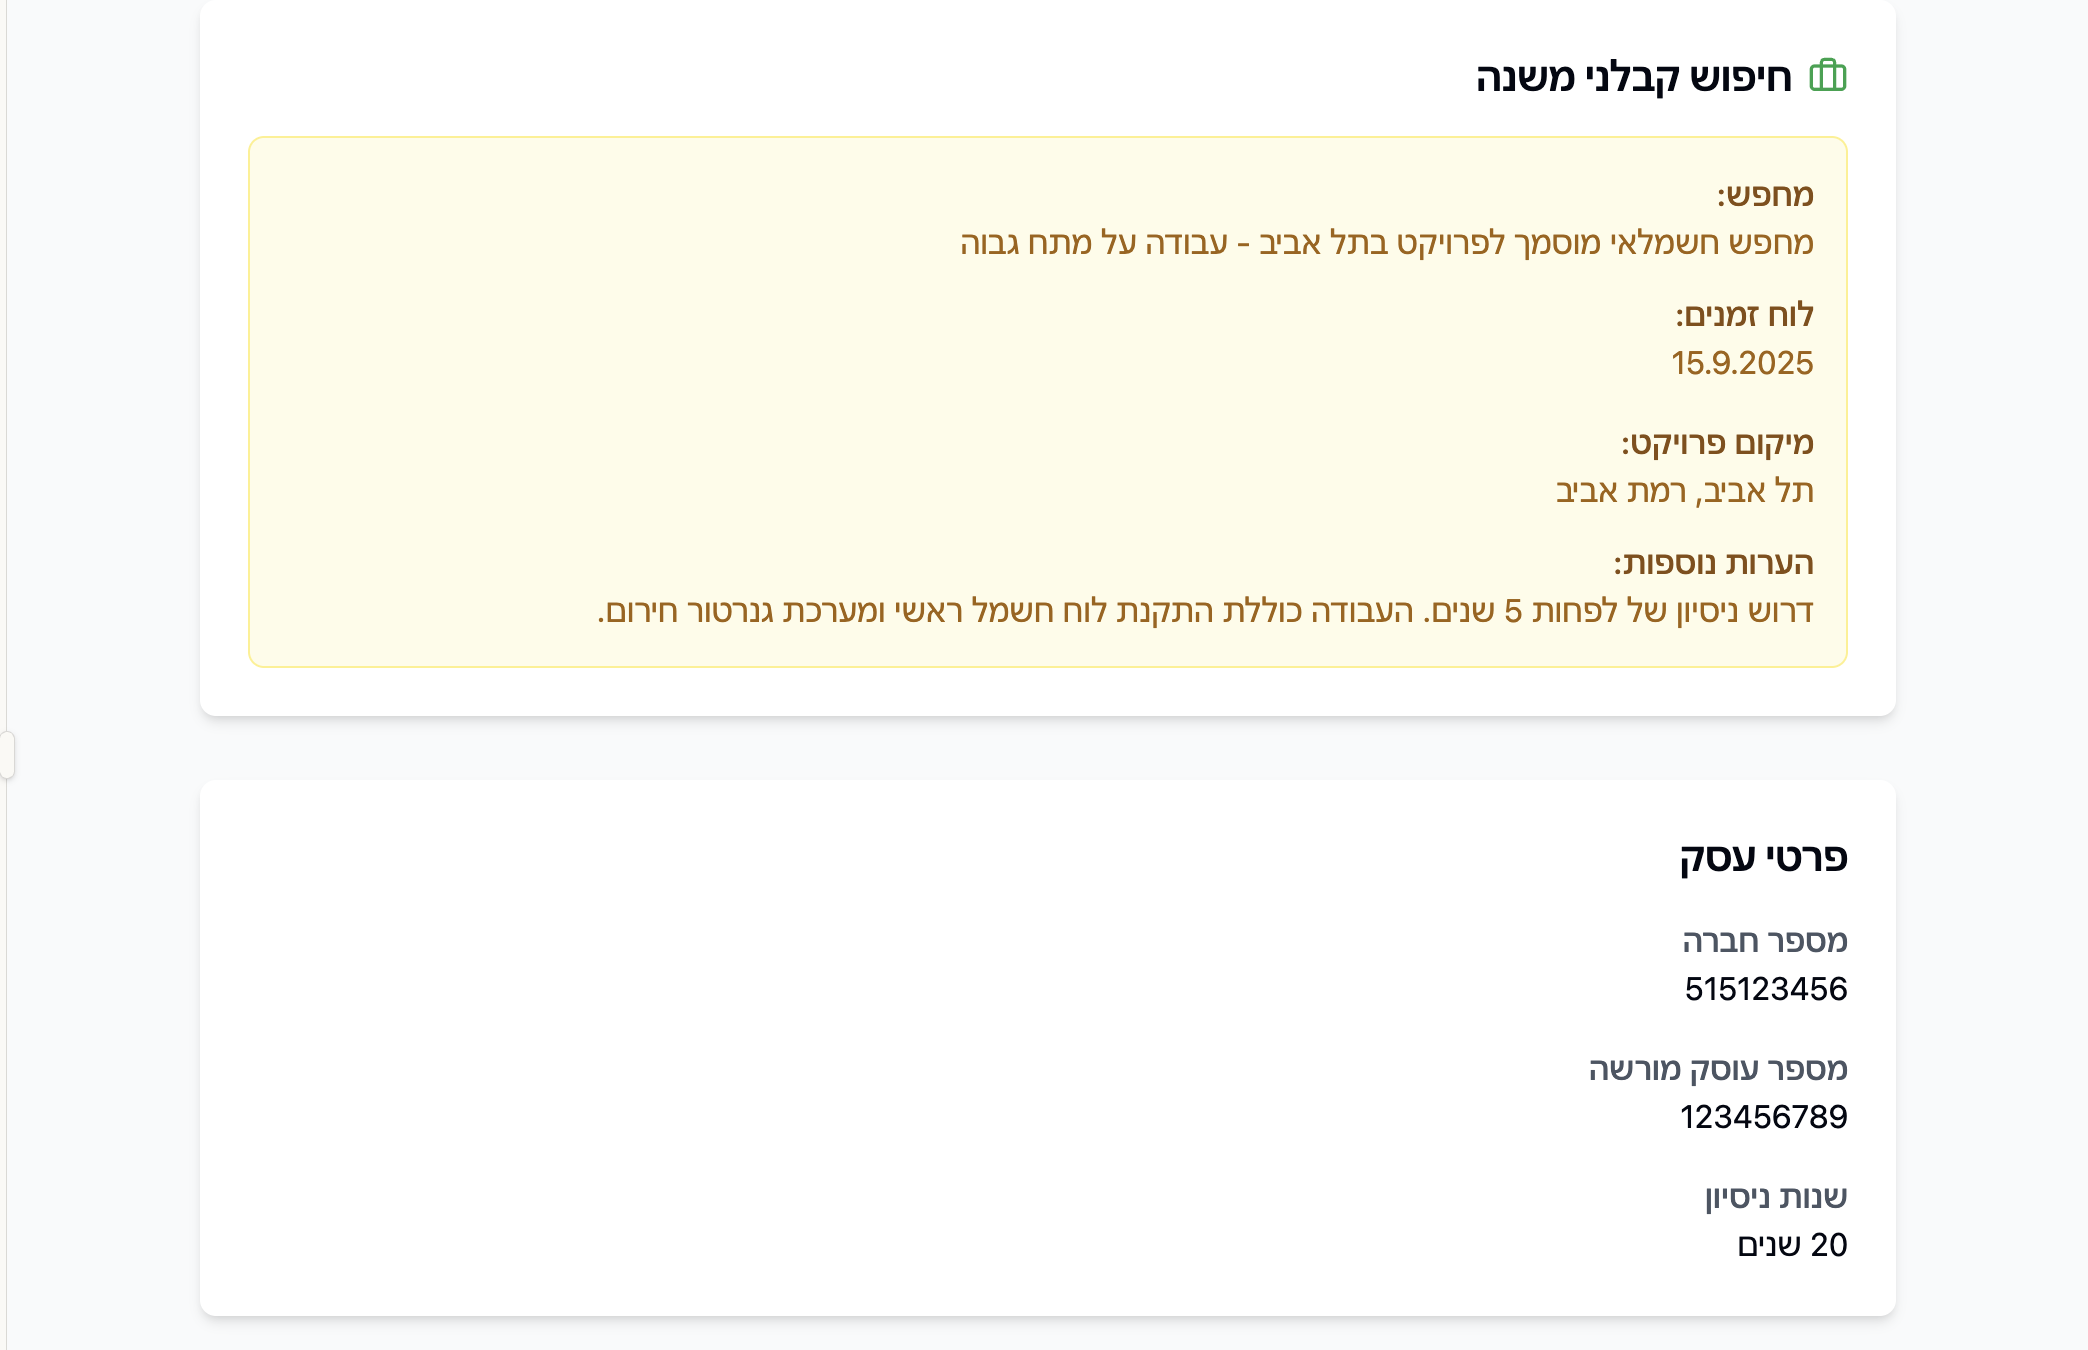 חיפוש קבלני משנה
מחפש:
מחפש חשמלאי מוסמך לפרויקט בתל אביב - עבודה על מתח גבוה
לוח זמנים:
15.9.2025
מיקום פרויקט:
תל אביב, רמת אביב
הערות נוספות:
דרוש ניסיון של לפחות 5 שנים. העבודה כוללת התקנת לוח חשמל ראשי ומערכת גנרטור חירום.
פרטי עסק
מספר חברה
515123456
מספר עוסק מורשה
123456789
שנות ניסיון
20 שנים